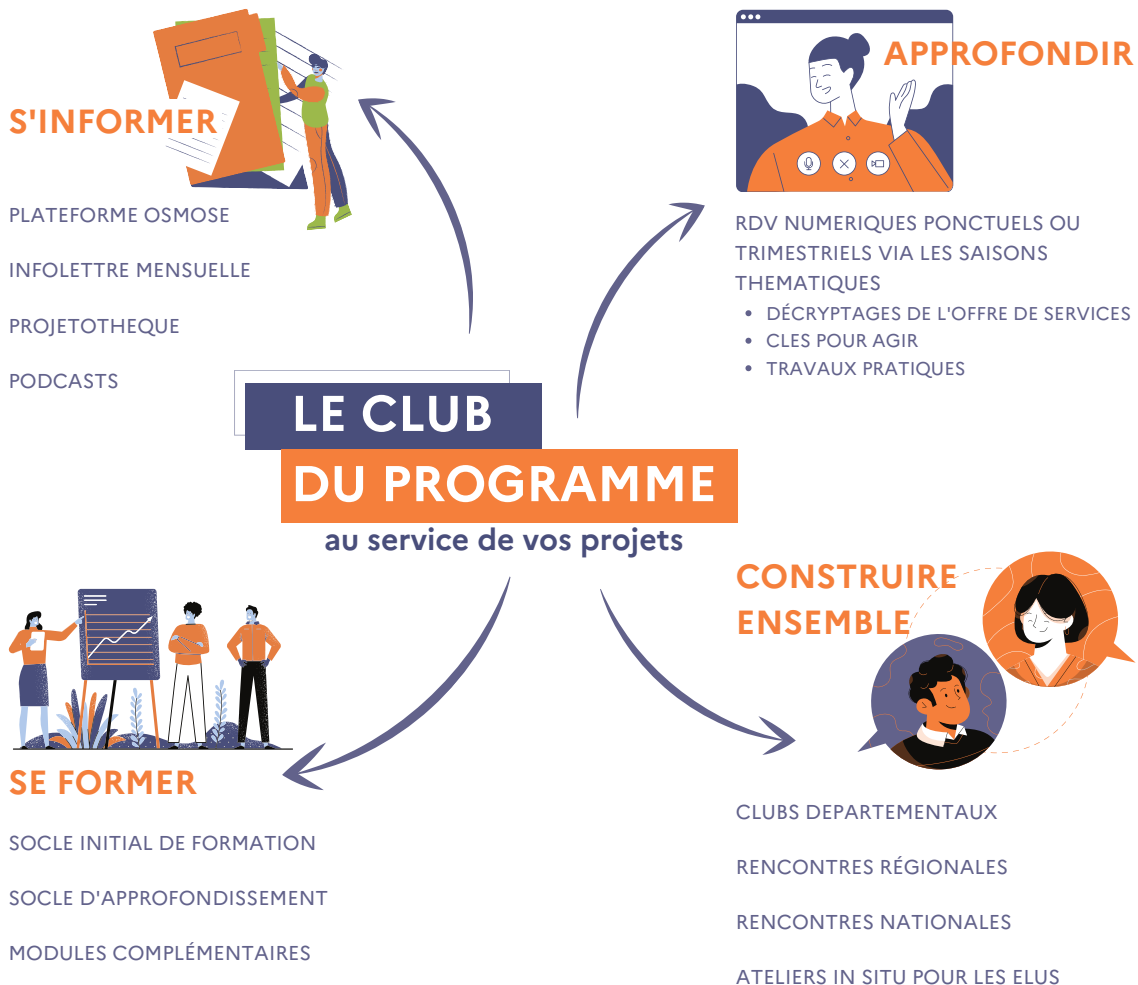 LE CLUB
DU PROGRAMME
au service de vos projets
S'INFORMER
PLATEFORME OSMOSE
INFOLETTRE MENSUELLE
PROJETOTHEQUE
PODCASTS
APPROFONDIR
RDV NUMERIQUES PONCTUELS OU
TRIMESTRIELS VIA LES SAISONS
THEMATIQUES
• DÉCRYPTAGES DE L'OFFRE DE SERVICES
• CLES POUR AGIR
• TRAVAUX PRATIQUES
SE FORMER
SOCLE INITIAL DE FORMATION
SOCLE D'APPROFONDISSEMENT
MODULES COMPLÉMENTAIRES
CONSTRUIRE
ENSEMBLE
CLUBS DEPARTEMENTAUX
RENCONTRES RÉGIONALES
RENCONTRES NATIONALES
ATELIERS IN SITU POUR LES ELUS